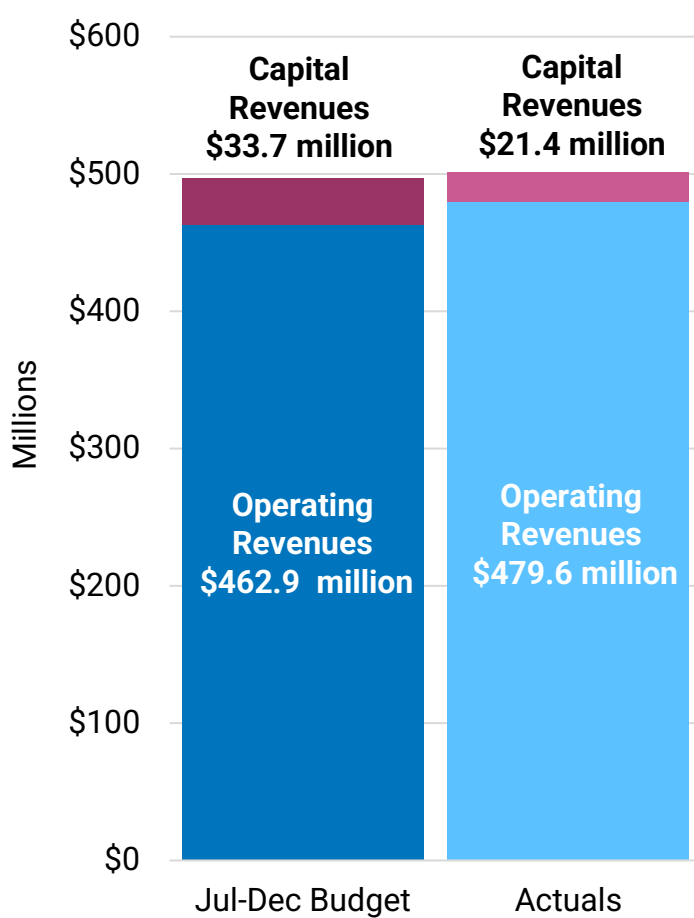 Millions
$600
$500
$400
$300
$200
$100
$0
Capital
Revenues
$33.7 million
Operating
Revenues
$462.9  million
Jul-Dec Budget
Capital
Revenues
$21.4 million
Operating
Revenues
$479.6 million
Actuals